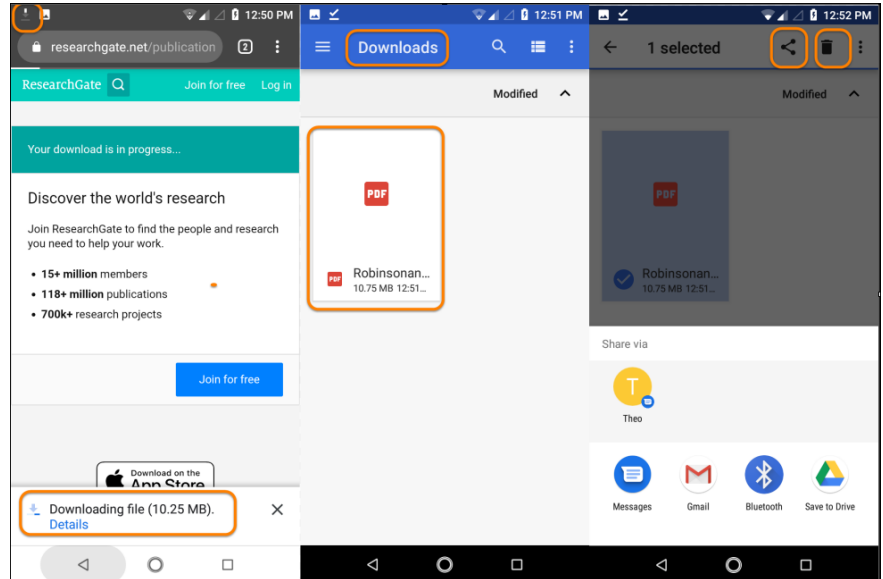 12:50 PM
researchgate.net/publication
2
ResearchGate
Join for free
Log in
Your download is in progress...
Discover the world's research
Join ResearchGate to find the people and research
you need to help your work.
• 15+ million members
• 118+ million publications
• 700k+ research projects
Join for free
Download on the
App Store
Downloading file (10.25 MB).
Details
12:51 PM
Downloads
Modified
PDF
PDF
Robinsonan...
10.75 MB 12:51...
12:52 PM
1 selected
Modified
PDF
Robinsonan...
10.75 MB 12:51...
Share via
T
Theo
Messages
Gmail
Bluetooth
Save to Drive